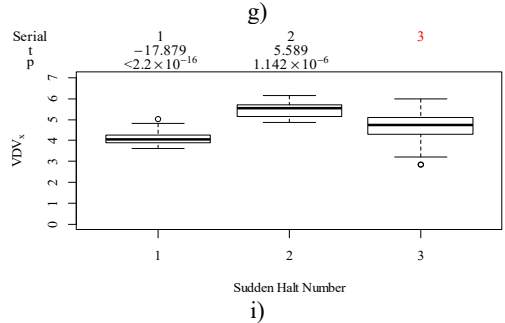 g)
Serial 1 2 3
t −17.879 5.589
p <2.2×10⁻¹⁶ 1.142×10⁻⁶
7
6
5
4
3
2
1
0
VDVₓ
1 2 3
Sudden Halt Number
i)